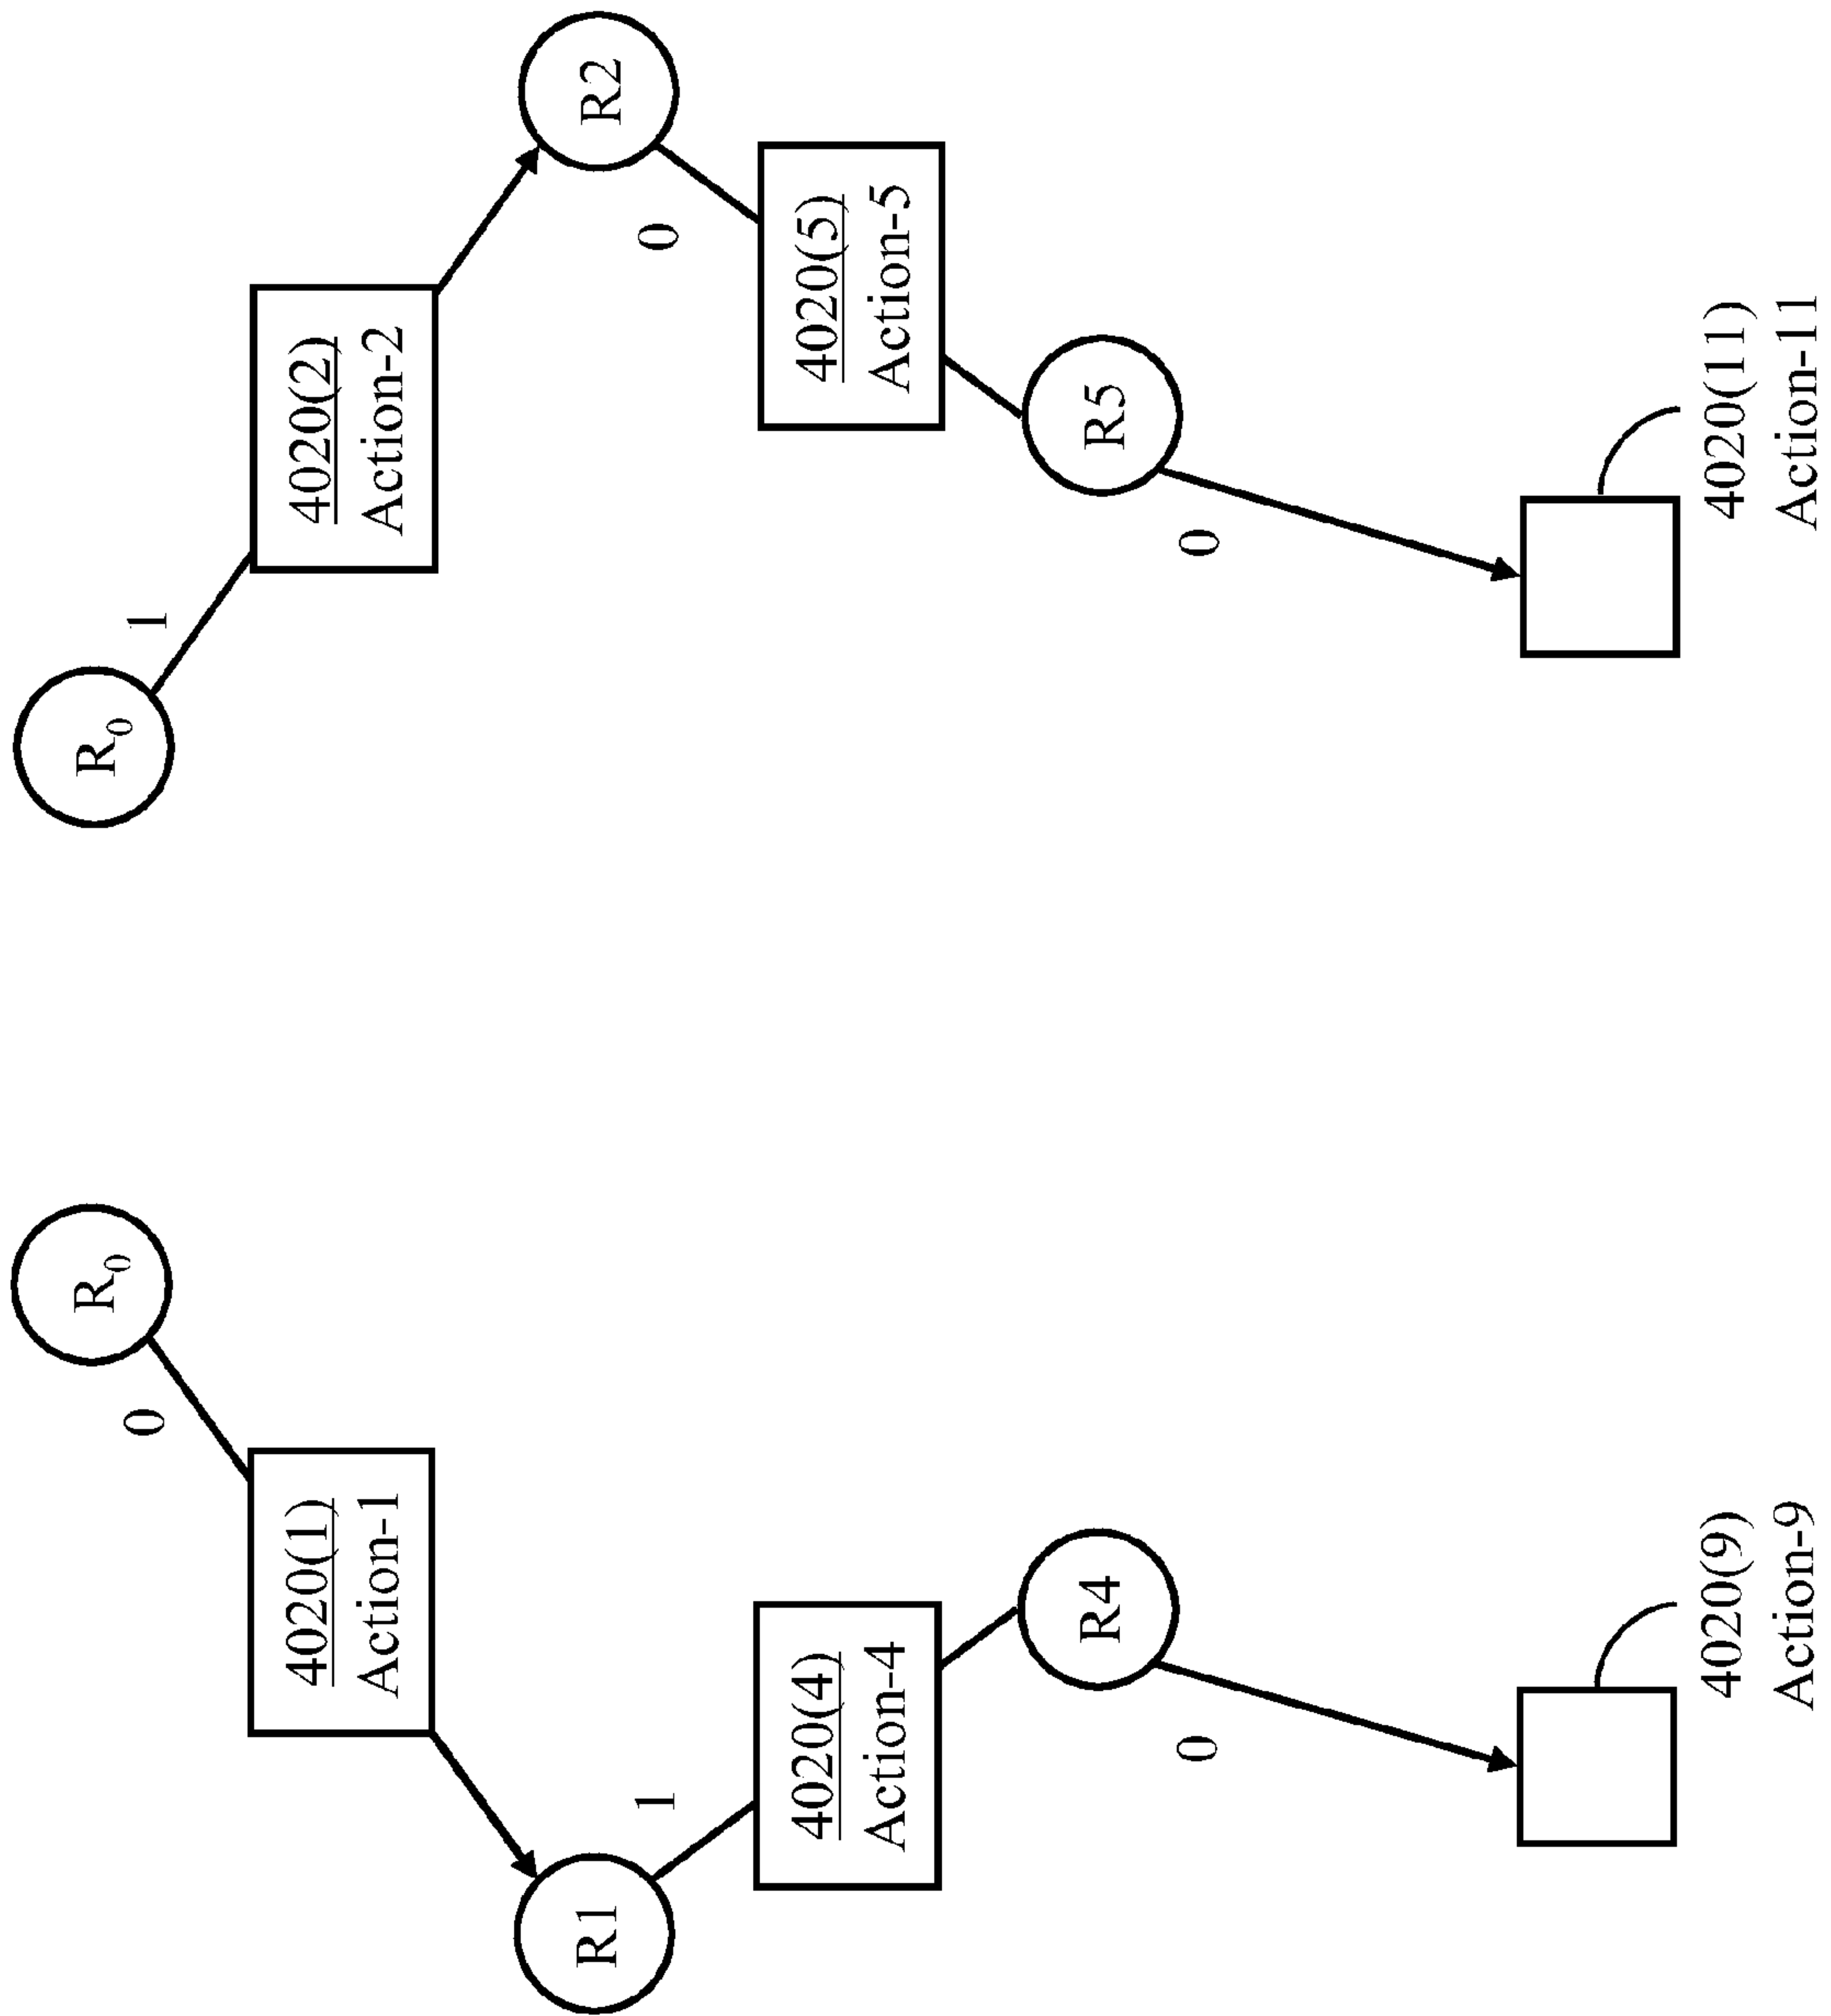 R₀
0
4020(1)
Action-1
R1
1
4020(4)
Action-4
R4
0
4020(9)
Action-9
R₀
1
4020(2)
Action-2
R2
0
4020(5)
Action-5
R5
0
4020(11)
Action-11